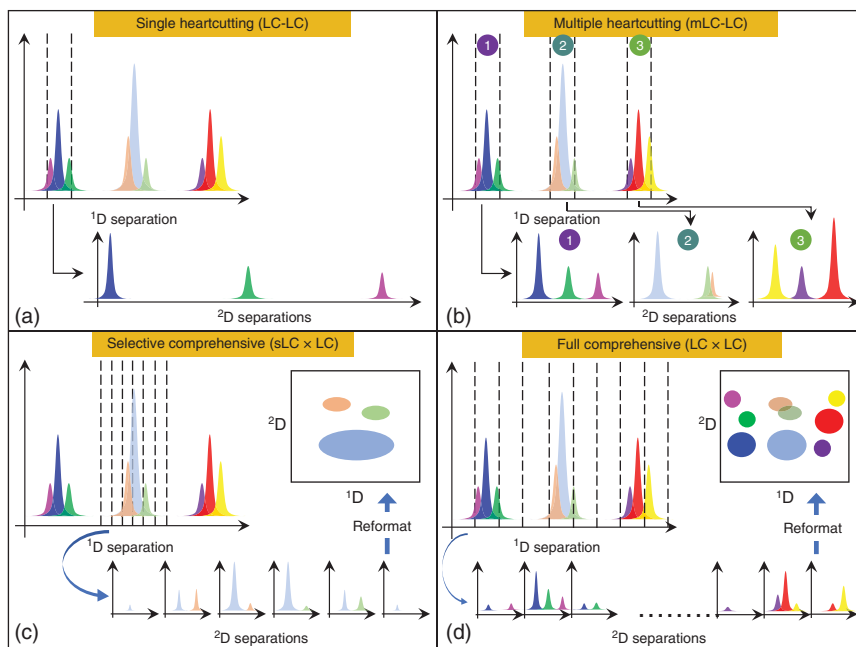 Single heartcutting (LC-LC)
¹D separation
²D separations
(a)
Multiple heartcutting (mLC-LC)
1
2
3
¹D separation
1
2
3
²D separations
(b)
Selective comprehensive (sLC × LC)
²D
¹D
Reformat
¹D separation
²D separations
(c)
Full comprehensive (LC × LC)
²D
¹D
Reformat
¹D separation
²D separations
(d)